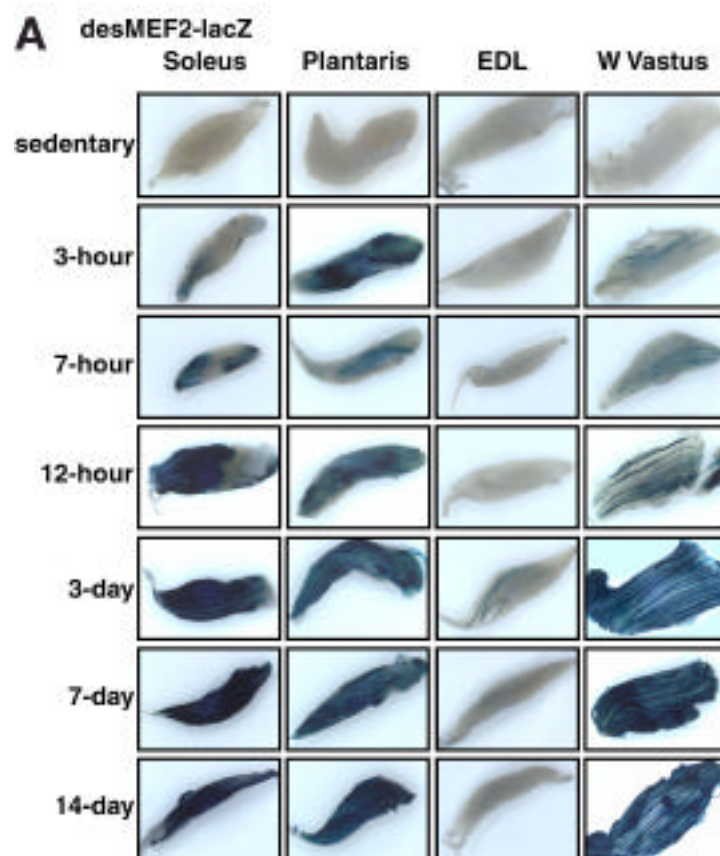 A
desMEF2-lacZ
Soleus Plantaris EDL W Vastus
sedentary
3-hour
7-hour
12-hour
3-day
7-day
14-day